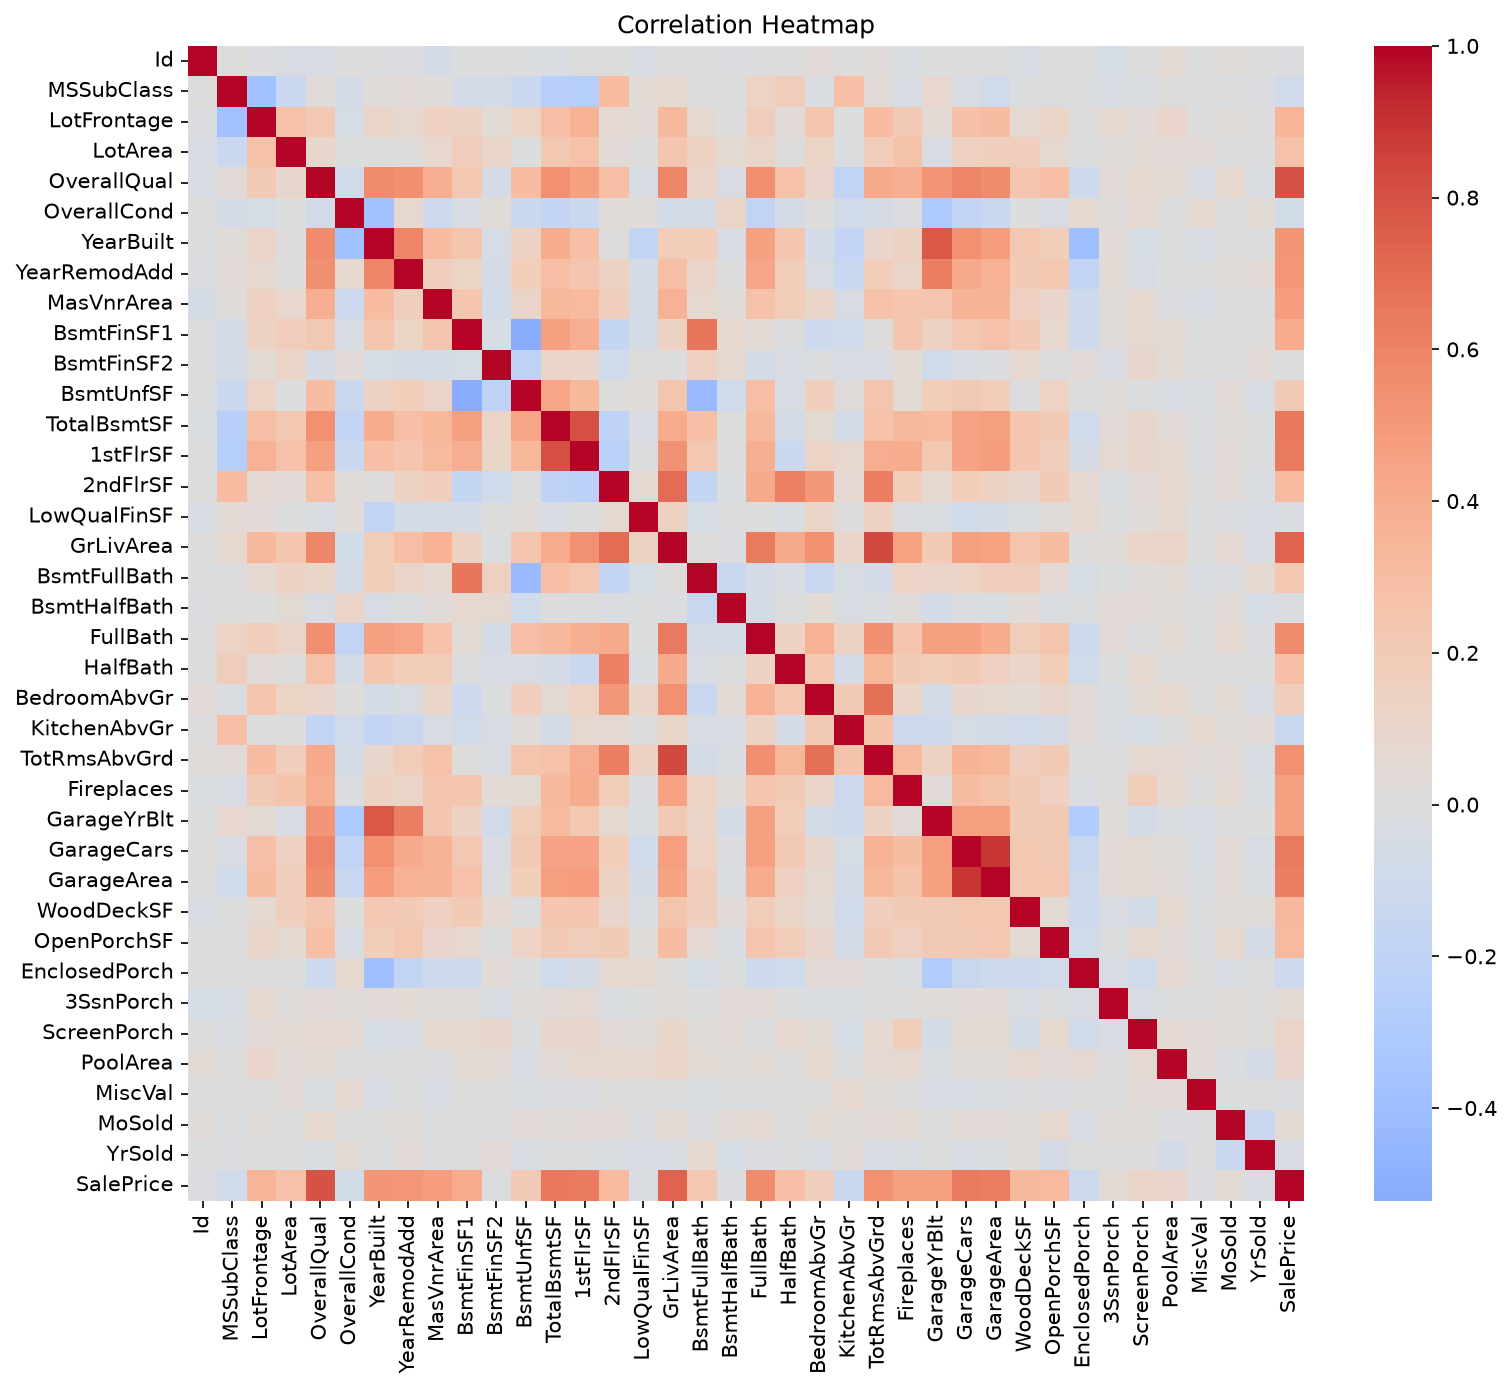 Correlation Heatmap
Id
MSSubClass
LotFrontage
LotArea
OverallQual
OverallCond
YearBuilt
YearRemodAdd
MasVnrArea
BsmtFinSF1
BsmtFinSF2
BsmtUnfSF
TotalBsmtSF
1stFlrSF
2ndFlrSF
LowQualFinSF
GrLivArea
BsmtFullBath
BsmtHalfBath
FullBath
HalfBath
BedroomAbvGr
KitchenAbvGr
TotRmsAbvGrd
Fireplaces
GarageYrBlt
GarageCars
GarageArea
WoodDeckSF
OpenPorchSF
EnclosedPorch
3SsnPorch
ScreenPorch
PoolArea
MiscVal
MoSold
YrSold
SalePrice
Id
MSSubClass
LotFrontage
LotArea
OverallQual
OverallCond
YearBuilt
YearRemodAdd
MasVnrArea
BsmtFinSF1
BsmtFinSF2
BsmtUnfSF
TotalBsmtSF
1stFlrSF
2ndFlrSF
LowQualFinSF
GrLivArea
BsmtFullBath
BsmtHalfBath
FullBath
HalfBath
BedroomAbvGr
KitchenAbvGr
TotRmsAbvGrd
Fireplaces
GarageYrBlt
GarageCars
GarageArea
WoodDeckSF
OpenPorchSF
EnclosedPorch
3SsnPorch
ScreenPorch
PoolArea
MiscVal
MoSold
YrSold
SalePrice
1.0
0.8
0.6
0.4
0.2
0.0
−0.2
−0.4